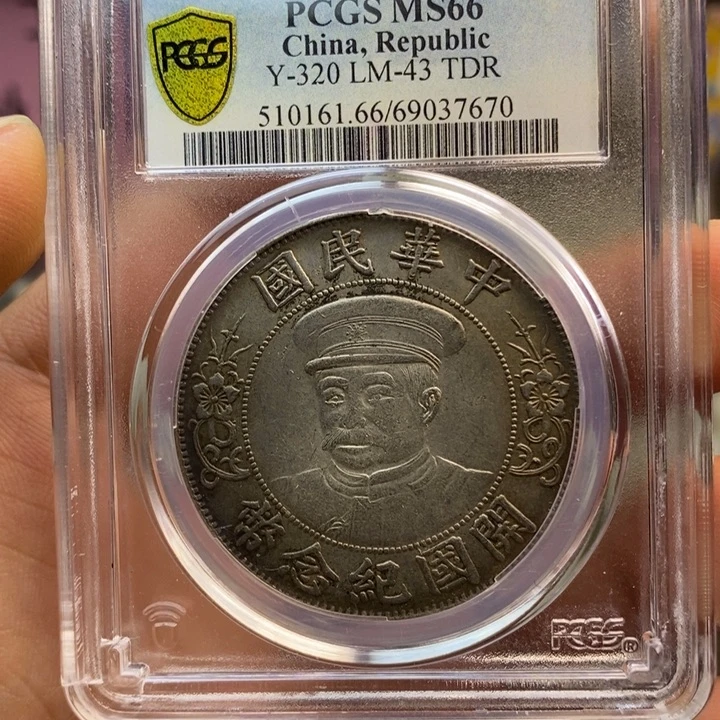 PCGS
PCGS MS66
China, Republic
Y-320 LM-43 TDR
510161.66/69037670
中華民國
開國紀念幣
PCGS®